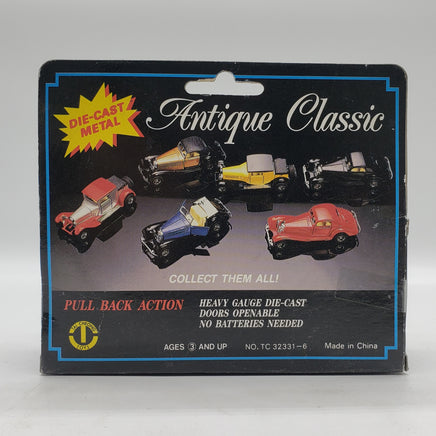 DIE-CAST
METAL
Antique Classic
COLLECT THEM ALL!
PULL BACK ACTION
HEAVY GAUGE DIE-CAST
DOORS OPENABLE
NO BATTERIES NEEDED
TOYS
AGES ③ AND UP NO. TC 32331-6 Made in China